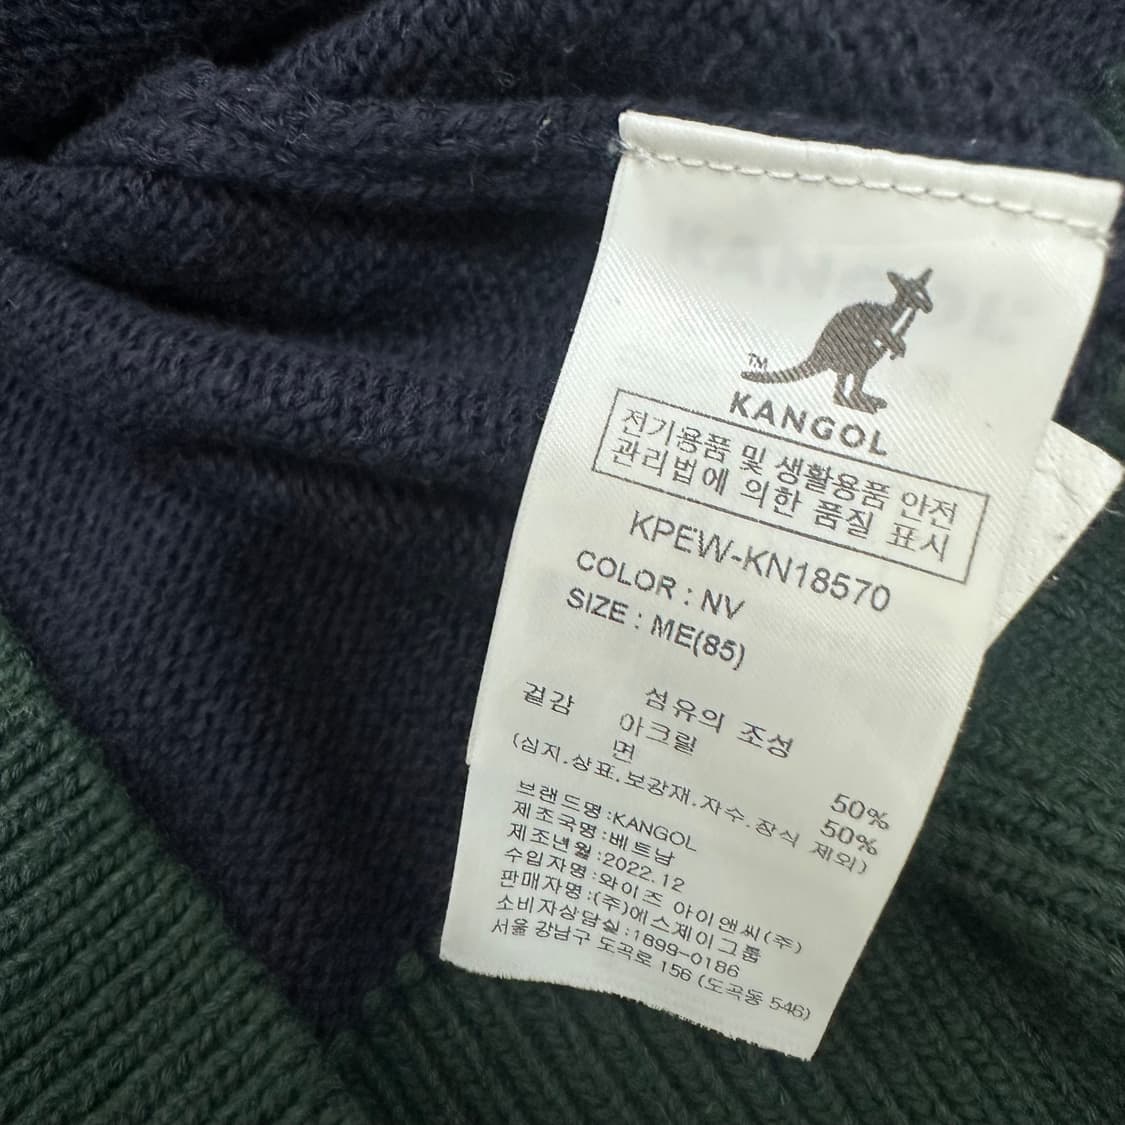 TM
KANGOL
전기용품 및 생활용품 안전
관리법에 의한 품질 표시
KPEW-KN18570
COLOR : NV
SIZE : ME(85)
섬유의 조성
겉감 아크릴 50%
면 50%
(심지.상표.보강재.자수.장식 제외)
브랜드명:KANGOL
제조국명:베트남
제조년월:2022.12
수입자명:와이즈 아이앤씨(주)
판매자명:(주)에스제이그룹
소비자상담실:1899-0186
서울 강남구 도곡로 156 (도곡동 546)